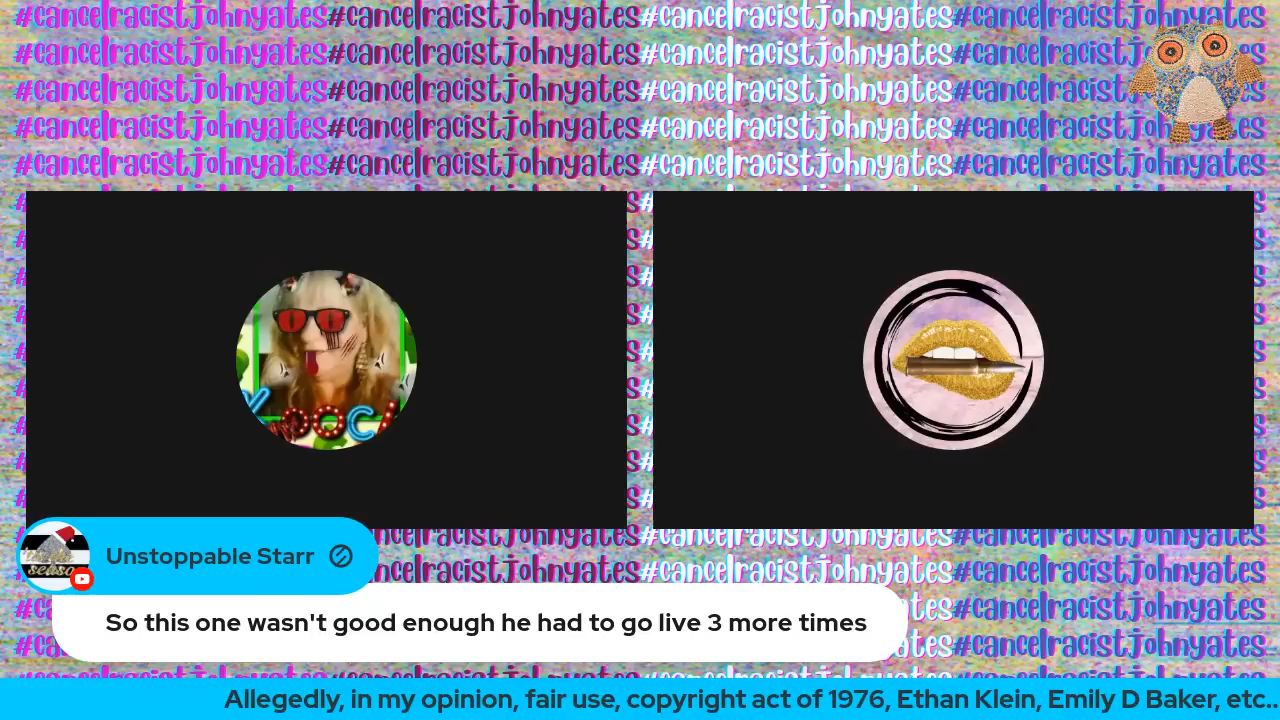 #cancelracistjohnyates#cancelracistjohnyates#cancelracistjohnyates#cancelracistjohnyates
#cancelracistjohnyates#cancelracistjohnyates#cancelracistjohnyates#cancelracistjohnyates
#cancelracistjohnyates#cancelracistjohnyates#cancelracistjohnyates#cancelracistjohnyates
#cancelracistjohnyates#cancelracistjohnyates#cancelracistjohnyates#cancelracistjohnyates
#cancelracistjohnyates#cancelracistjohnyates#cancelracistjohnyates#cancelracistjohnyates
Unstoppable Starr
So this one wasn't good enough he had to go live 3 more times
Allegedly, in my opinion, fair use, copyright act of 1976, Ethan Klein, Emily D Baker, etc..